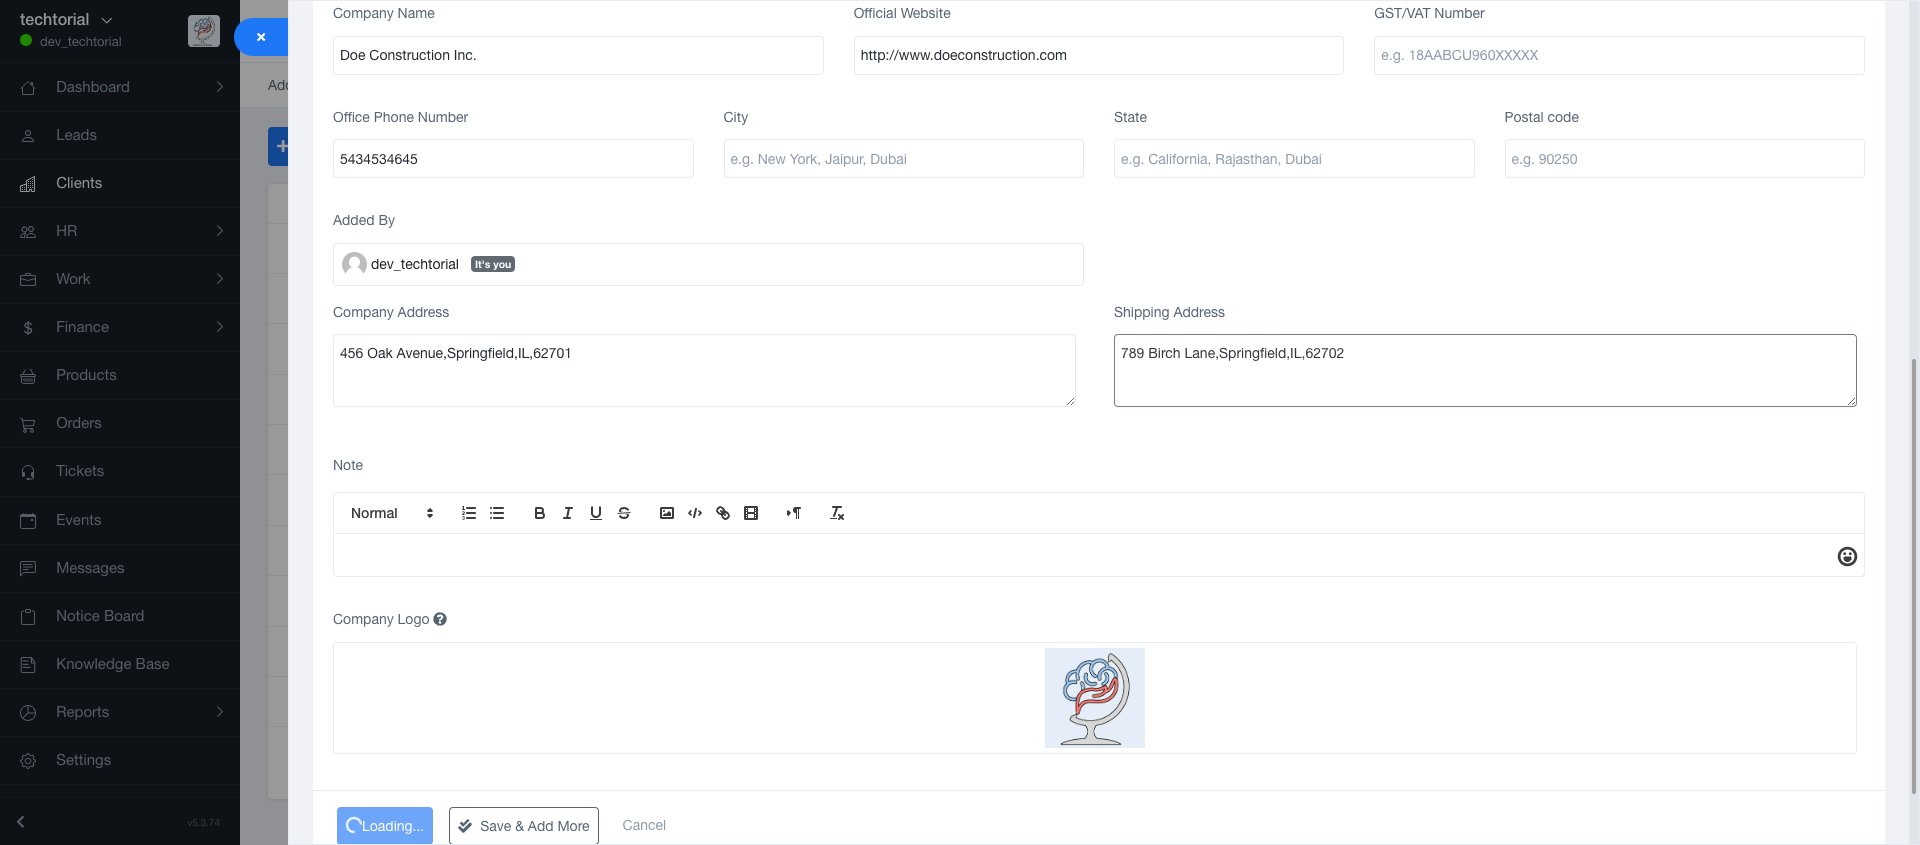 techtorial
dev_techtorial
Dashboard
Leads
Clients
HR
Work
Finance
Products
Orders
Tickets
Events
Messages
Notice Board
Knowledge Base
Reports
Settings
v5.3.74
Company Name
Official Website
GST/VAT Number
Doe Construction Inc.
http://www.doeconstruction.com
e.g. 18AABCU960XXXXX
Office Phone Number
City
State
Postal code
5434534645
e.g. New York, Jaipur, Dubai
e.g. California, Rajasthan, Dubai
e.g. 90250
Added By
dev_techtorial It's you
Company Address
Shipping Address
456 Oak Avenue,Springfield,IL,62701
789 Birch Lane,Springfield,IL,62702
Note
Normal
Company Logo
Loading...
Save & Add More
Cancel